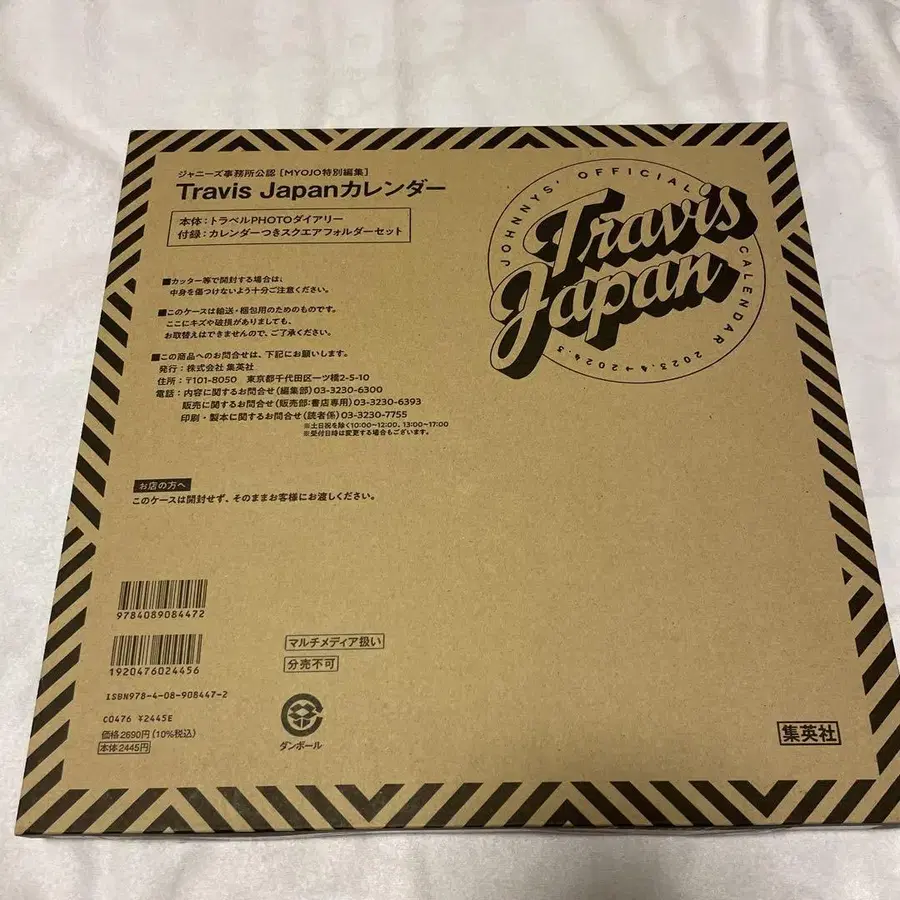 ジャニーズ事務所公認[MYOJO特別編集]
Travis Japanカレンダー
本体:トラベルPHOTOダイアリー
付録:カレンダーつきスクエアフォルダーセット
JOHNNYS' OFFICIAL CALENDAR 2023.4→2024.3
Travis
Japan
■カッター等で開封する場合は、
中身を傷つけないよう十分ご注意ください。
■このケースは輸送・梱包用のためのものです。
ここにキズや破損がありましても、
お取替えはできませんので、ご了承ください。
■この商品へのお問合せは、下記にお願いします。
発行:株式会社 集英社
住所:〒101-8050 東京都千代田区一ツ橋2-5-10
電話:内容に関するお問合せ(編集部)03-3230-6300
販売に関するお問合せ(販売部:書店専用)03-3230-6393
印刷・製本に関するお問合せ(読者係)03-3230-7755
※土日祝を除く10:00~12:00、13:00~17:00
※受付日時は変更する場合もございます。
お店の方へ
このケースは開封せず、そのままお客様にお渡しください。
9784089084472
1920476024456
ISBN978-4-08-908447-2
C0476 ¥2445E
価格2690円(10%税込)
本体2445円
マルチメディア扱い
分売不可
ダンボール
集英社